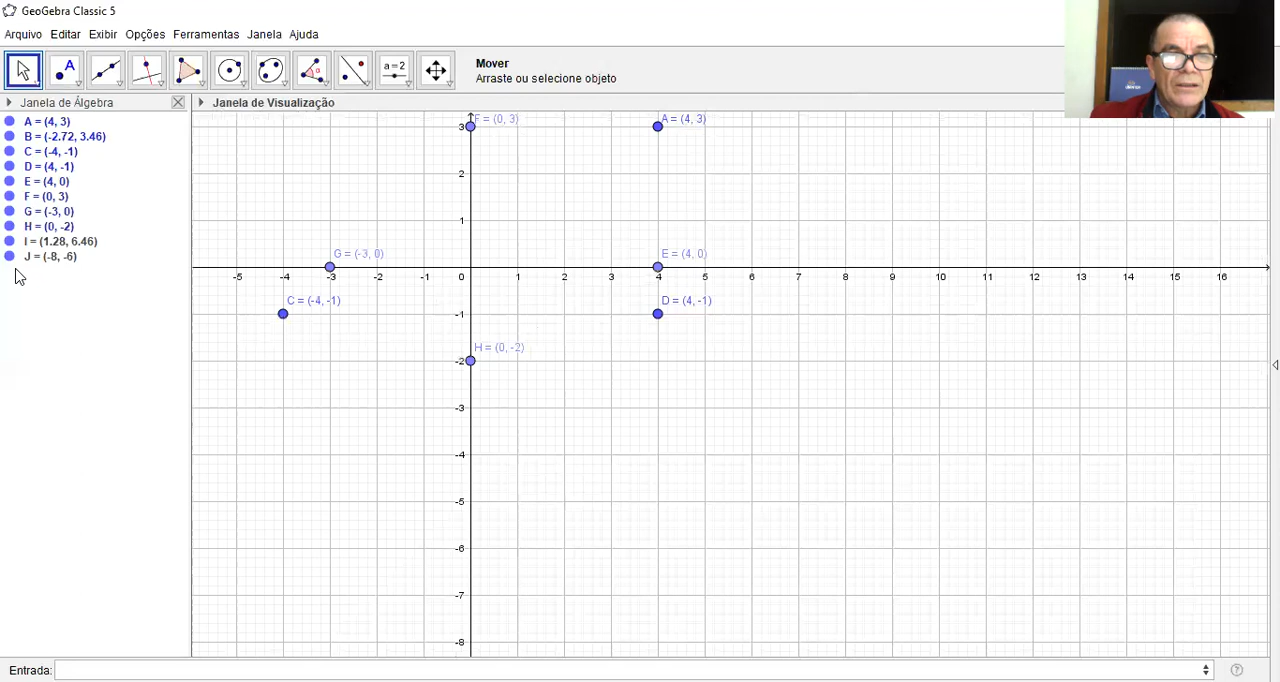 GeoGebra Classic 5
Arquivo Editar Exibir Opções Ferramentas Janela Ajuda
A
α
a = 2
Mover
Arraste ou selecione objeto
Janela de Álgebra
Janela de Visualização
A = (4, 3)
B = (-2.72, 3.46)
C = (-4, -1)
D = (4, -1)
E = (4, 0)
F = (0, 3)
G = (-3, 0)
H = (0, -2)
I = (1.28, 6.46)
J = (-8, -6)
F = (0, 3)
A = (4, 3)
3
2
1
G = (-3, 0)
E = (4, 0)
-5 -4 -3 -2 -1 0 1 2 3 4 5 6 7 8 9 10 11 12 13 14 15 16
C = (-4, -1)
D = (4, -1)
-1
H = (0, -2)
-2
-3
-4
-5
-6
-7
-8
Entrada:
?